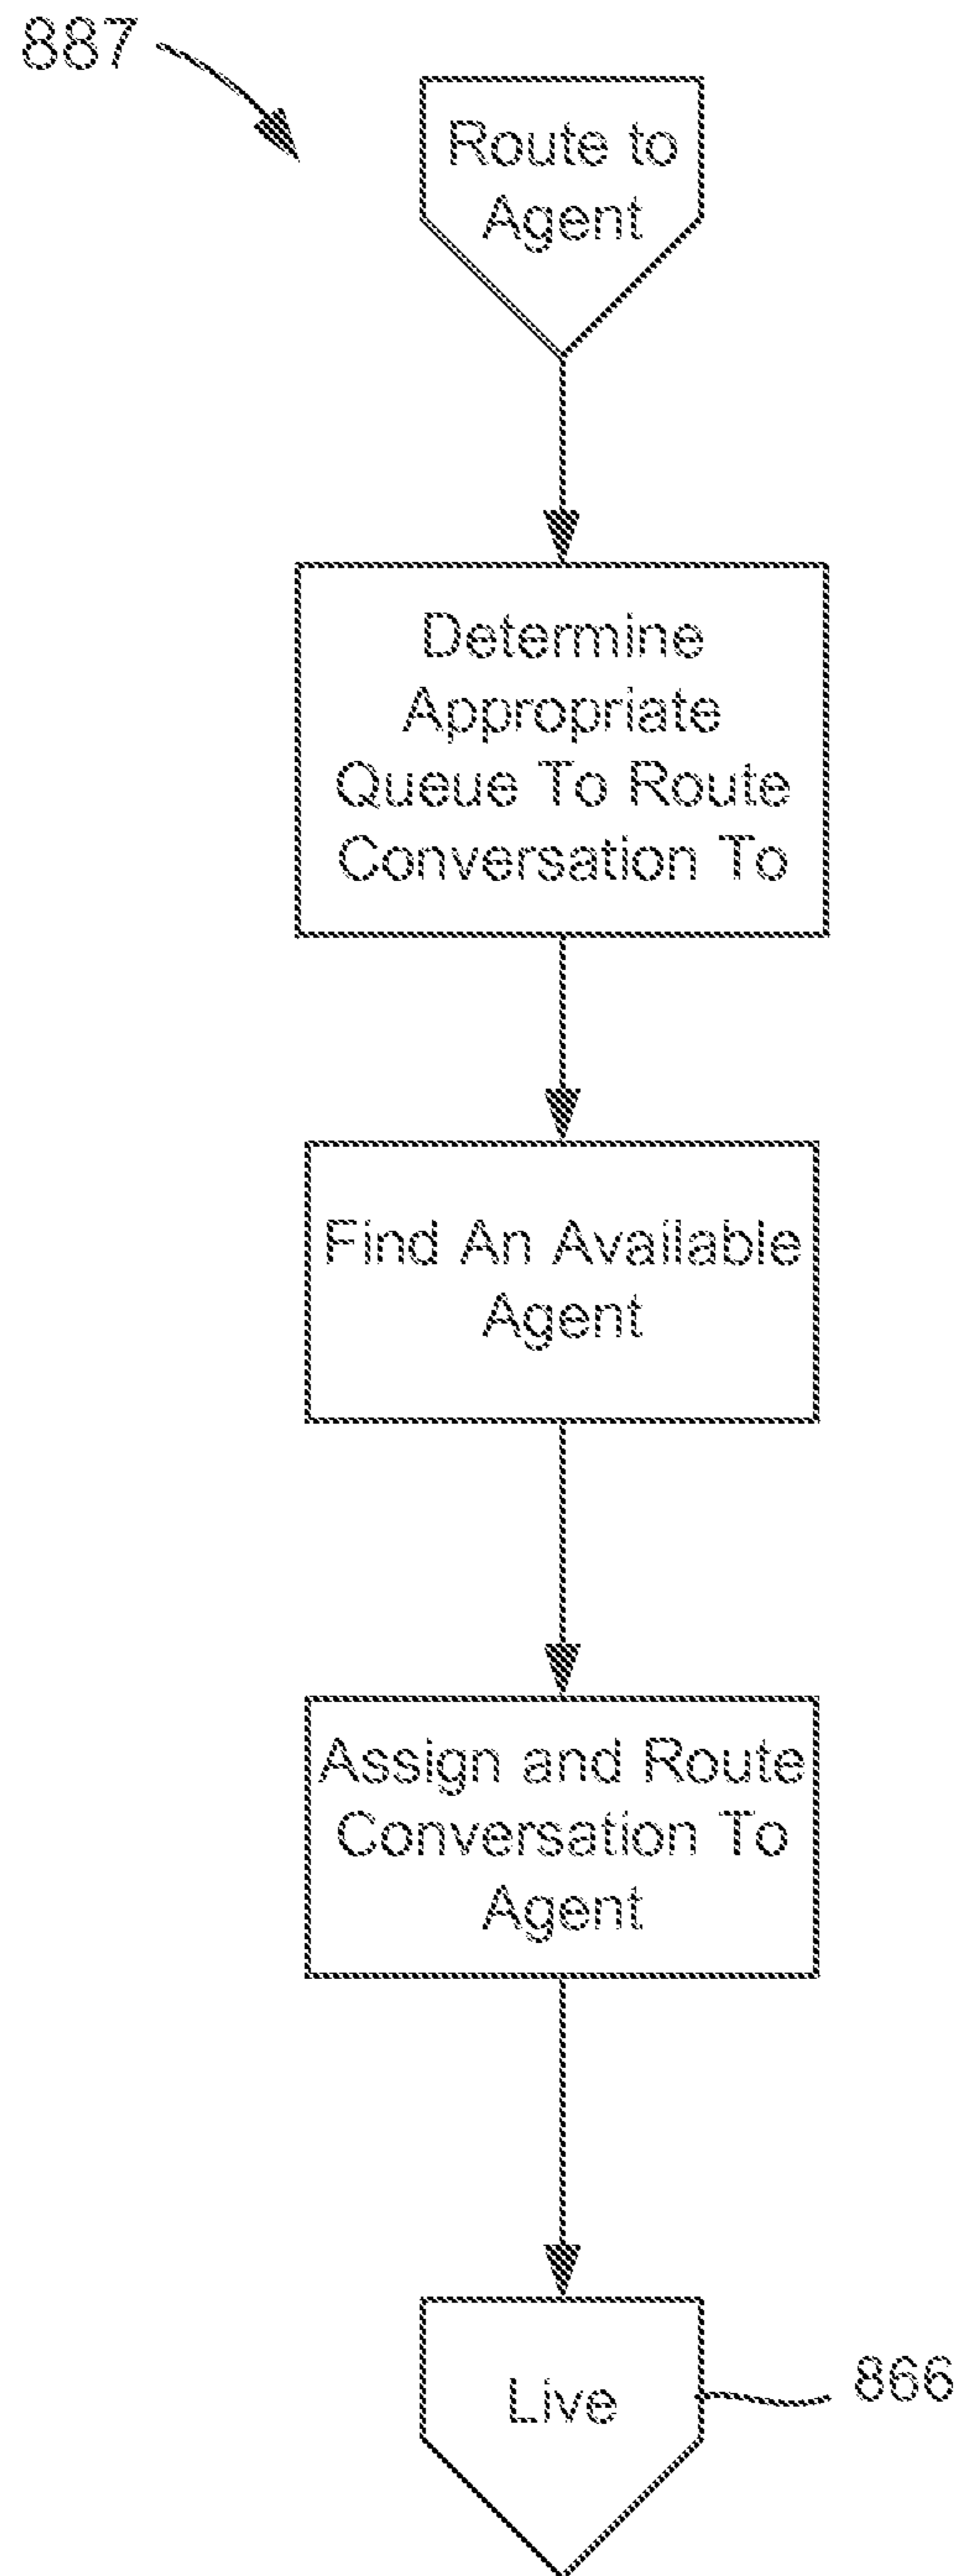 887
Route to
Agent
Determine
Appropriate
Queue To Route
Conversation To
Find An Available
Agent
Assign and Route
Conversation To
Agent
Live
866